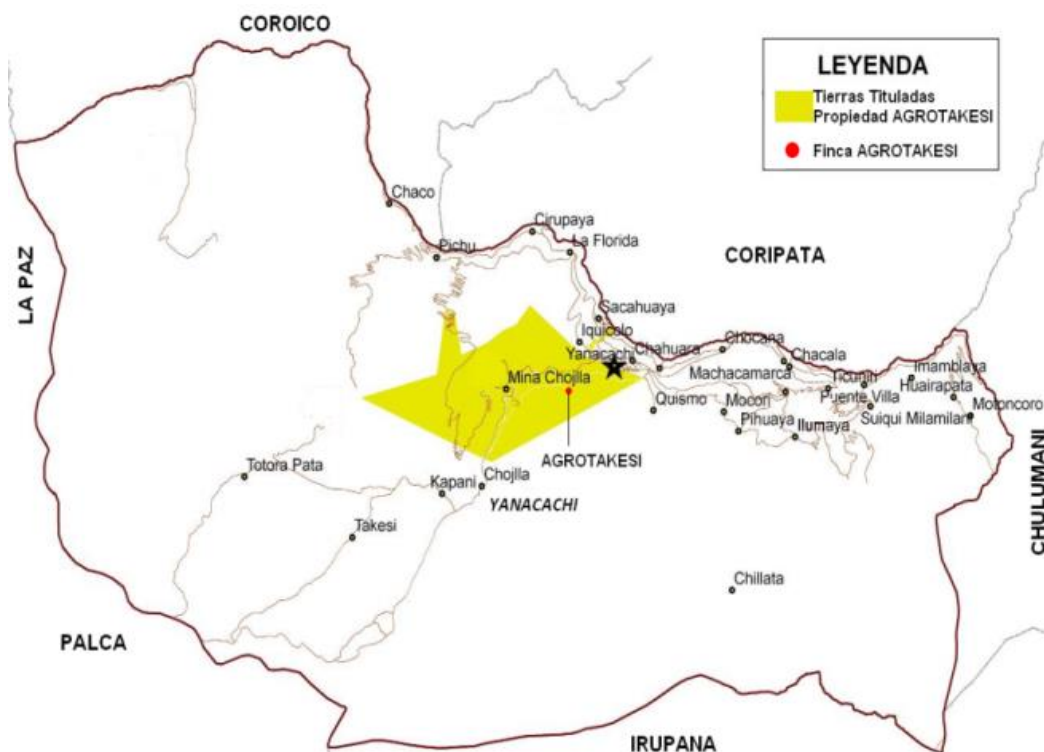 COROICO
LEYENDA
Tierras Tituladas
Propiedad AGROTAKESI
Finca AGROTAKESI
Chaco
Cirupaya
Pichu
La Florida
CORIPATA
LA PAZ
Sacahuaya
Iquicolo
Yanacachi
Chahuara
Chocana
Chacala
Machacamarca
Ticunin
Imamblaya
Huairapata
Mina Chojlla
Puente Villa
Quismo
Mocori
Suiqui Milamilani
Motoncoro
Pihuaya
Ilumaya
AGROTAKESI
Totora Pata
Kapani
Chojlla
YANACACHI
CHULUMANI
Takesi
Chillata
PALCA
IRUPANA